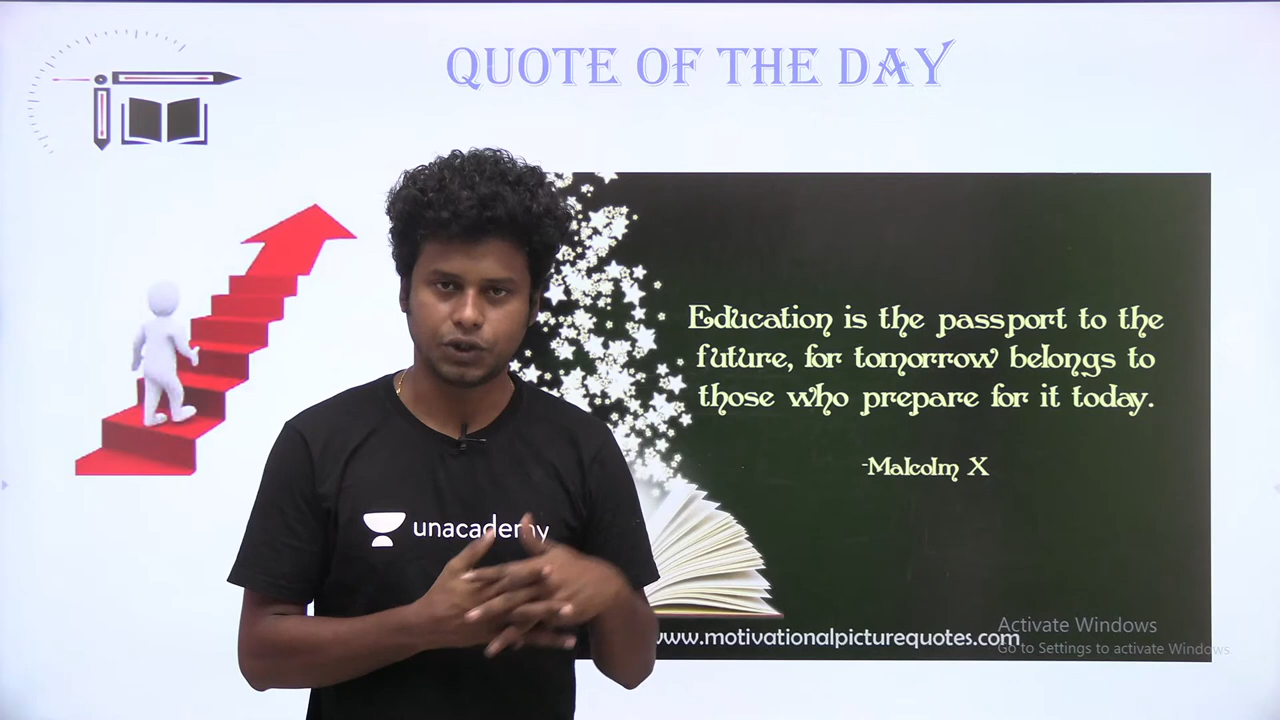 QUOTE OF THE DAY
Education is the passport to the
future, for tomorrow belongs to
those who prepare for it today.
-Malcolm X
unacademy
www.motivationalpicturequotes.com
Activate Windows
Go to Settings to activate Windows.